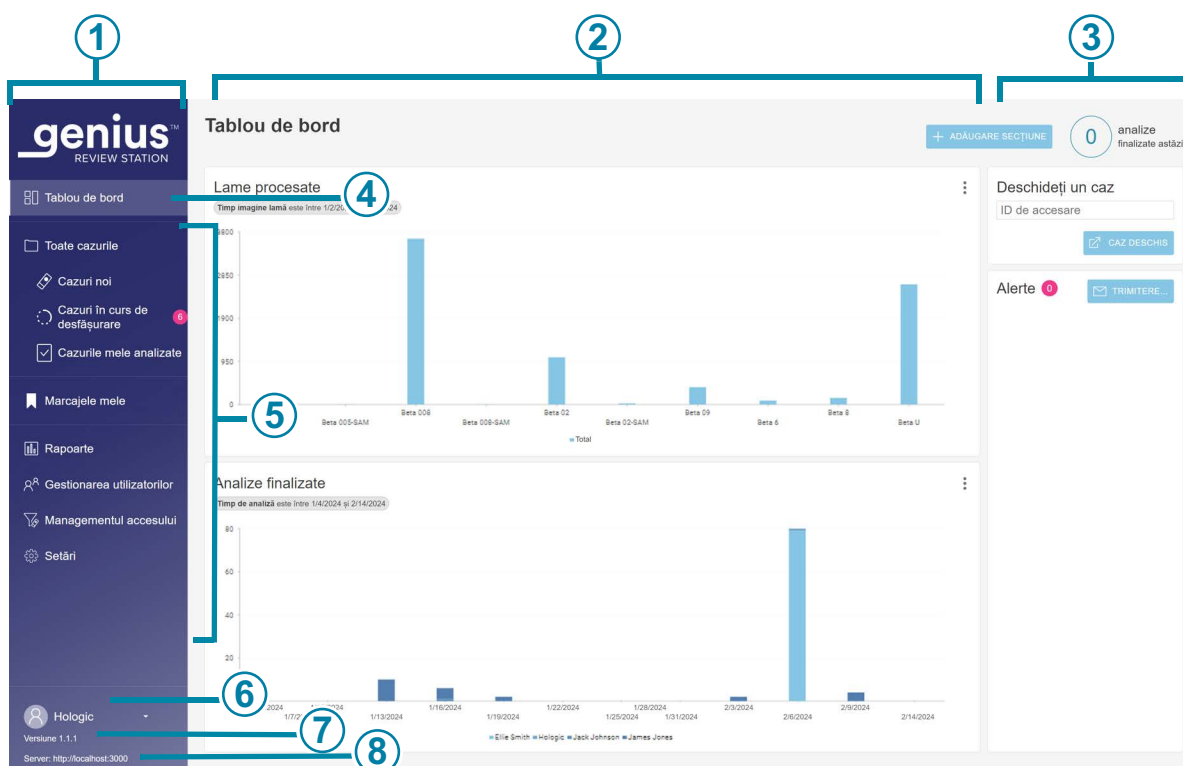 1
2
3
genius™
REVIEW STATION
Tablou de bord
Toate cazurile
Cazuri noi
Cazuri în curs de
desfășurare
6
Cazurile mele analizate
Marcajele mele
Rapoarte
Gestionarea utilizatorilor
Managementul accesului
Setări
Hologic
Versiune 1.1.1
Server: http://localhost:3000
4
5
6
7
8
Tablou de bord
+ ADĂUGARE SECȚIUNE
0
analize
finalizate astăzi
Lame procesate
Timp imagine lamă este între 1/2/20 24
3800
2850
1900
950
0
Beta 005-SAM
Beta 008
Beta 008-SAM
Beta 02
Beta 02-SAM
Beta 09
Beta 6
Beta 8
Beta U
Total
Analize finalizate
Timp de analiză este între 1/4/2024 și 2/14/2024
80
60
40
20
1/13/2024
1/16/2024
1/19/2024
1/22/2024
1/25/2024
1/28/2024
1/31/2024
2/3/2024
2/6/2024
2/9/2024
2/14/2024
Ellie Smith Hologic Jack Johnson James Jones
Deschideți un caz
ID de accesare
CAZ DESCHIS
Alerte 0
TRIMITERE...